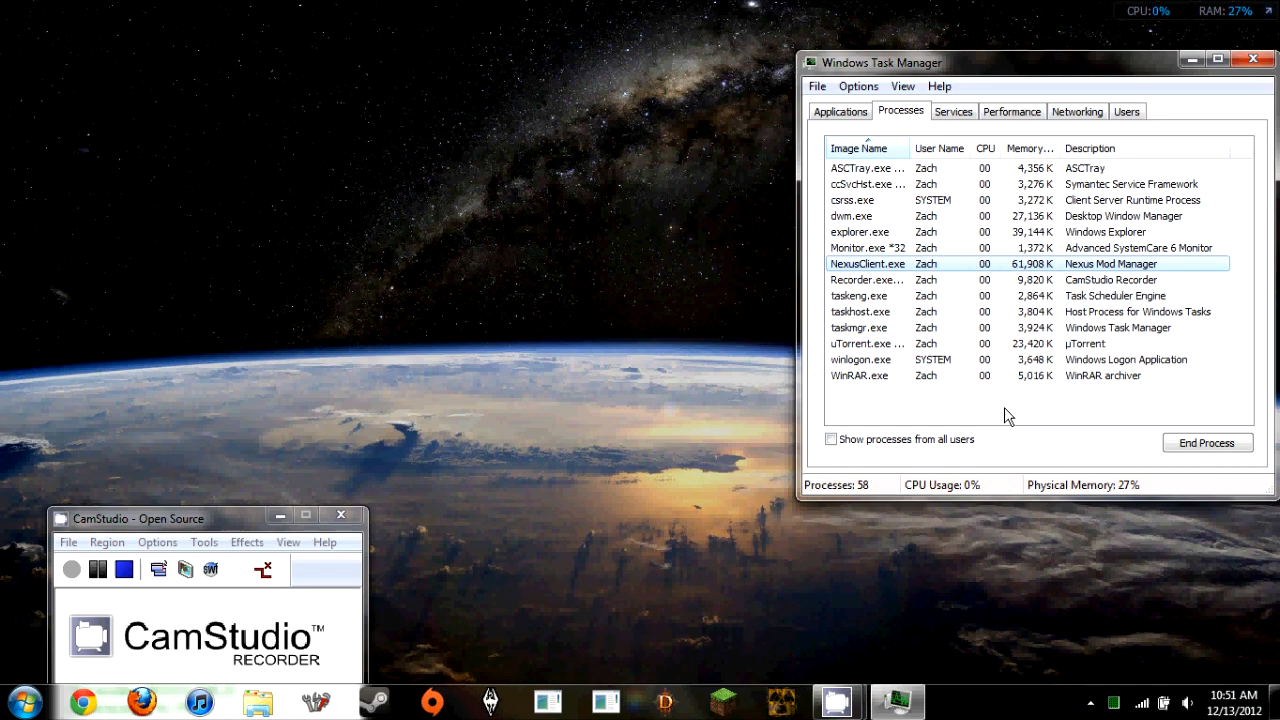 CPU:0% RAM: 27%
Windows Task Manager
File Options View Help
Applications Processes Services Performance Networking Users
Image Name User Name CPU Memory... Description
ASCTray.exe ... Zach 00 4,356 K ASCTray
ccSvcHst.exe ... Zach 00 3,276 K Symantec Service Framework
csrss.exe SYSTEM 00 3,272 K Client Server Runtime Process
dwm.exe Zach 00 27,136 K Desktop Window Manager
explorer.exe Zach 00 39,144 K Windows Explorer
Monitor.exe *32 Zach 00 1,372 K Advanced SystemCare 6 Monitor
NexusClient.exe Zach 00 61,908 K Nexus Mod Manager
Recorder.exe... Zach 00 9,820 K CamStudio Recorder
taskeng.exe Zach 00 2,864 K Task Scheduler Engine
taskhost.exe Zach 00 3,804 K Host Process for Windows Tasks
taskmgr.exe Zach 00 3,924 K Windows Task Manager
uTorrent.exe ... Zach 00 23,420 K µTorrent
winlogon.exe SYSTEM 00 3,648 K Windows Logon Application
WinRAR.exe Zach 00 5,016 K WinRAR archiver
Show processes from all users End Process
Processes: 58 CPU Usage: 0% Physical Memory: 27%
CamStudio - Open Source
File Region Options Tools Effects View Help
SWF
CamStudio™
RECORDER
D
10:51 AM
12/13/2012